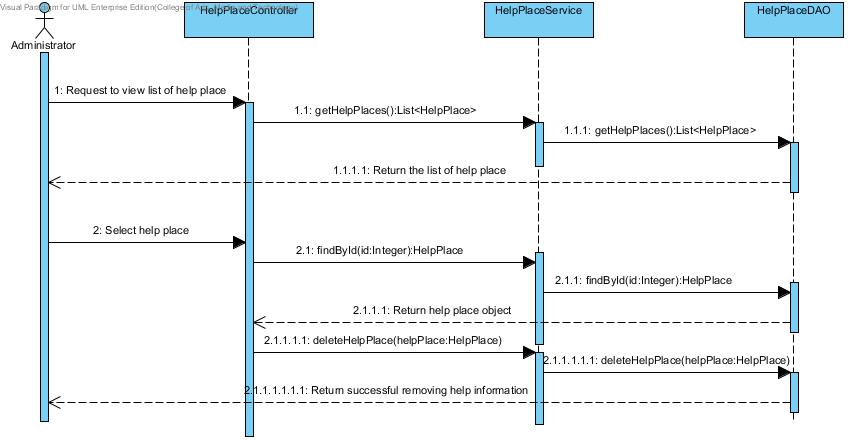 Visual Paradigm for UML Enterprise Edition(College of
HelpPlaceController
HelpPlaceService
HelpPlaceDAO
Administrator
1: Request to view list of help place
1.1: getHelpPlaces():List<HelpPlace>
1.1.1: getHelpPlaces():List<HelpPlace>
1.1.1.1: Return the list of help place
2: Select help place
2.1: findById(id:Integer):HelpPlace
2.1.1: findById(id:Integer):HelpPlace
2.1.1.1: Return help place object
2.1.1.1.1: deleteHelpPlace(helpPlace:HelpPlace)
2.1.1.1.1.1: deleteHelpPlace(helpPlace:HelpPlace)
2.1.1.1.1.1.1: Return successful removing help information